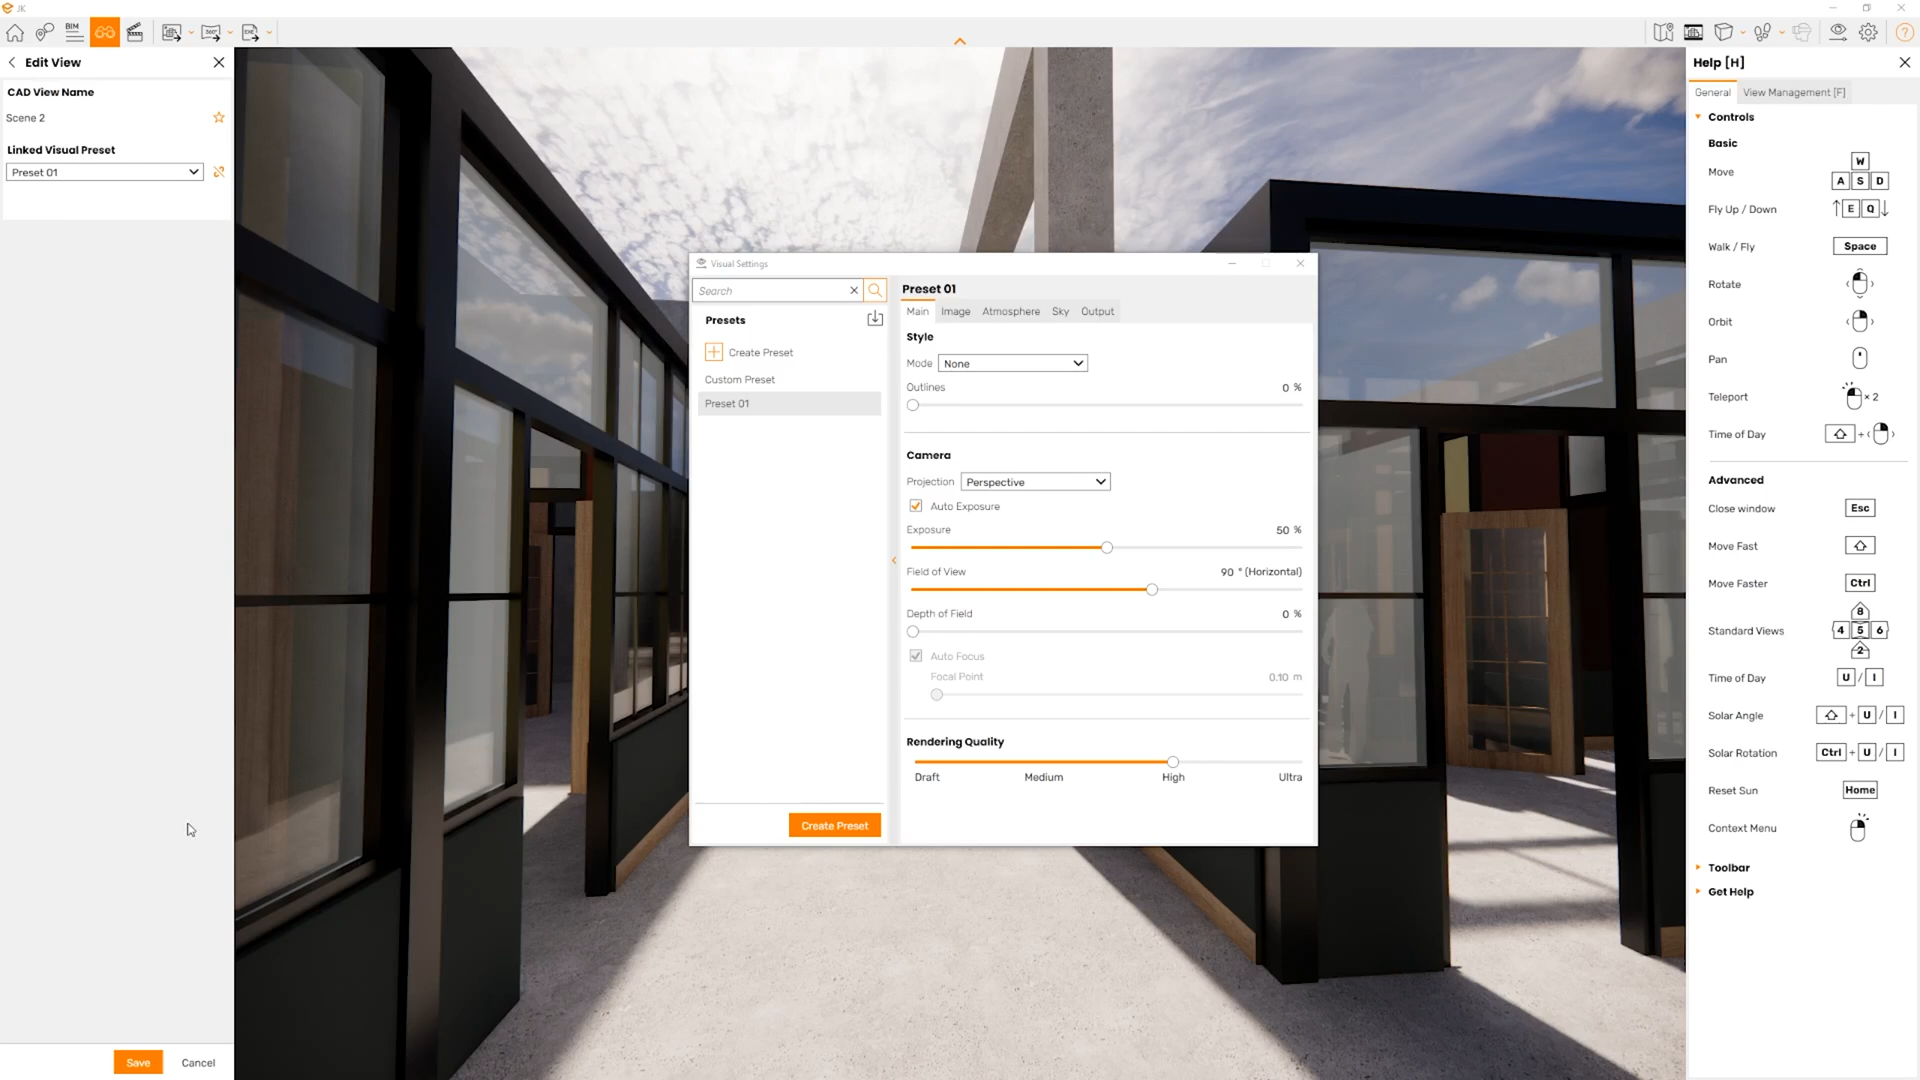 JK
BIM
360°
EXE
?
Edit View
CAD View Name
Scene 2
Linked Visual Preset
Preset 01
Save
Cancel
Visual Settings
Search
Presets
Create Preset
Custom Preset
Preset 01
Create Preset
Preset 01
Main
Image
Atmosphere
Sky
Output
Style
Mode
None
Outlines
0 %
Camera
Projection
Perspective
Auto Exposure
Exposure
50 %
Field of View
90 ° (Horizontal)
Depth of Field
0 %
Auto Focus
Focal Point
0.10 m
Rendering Quality
Draft
Medium
High
Ultra
Help [H]
General
View Management [F]
Controls
Basic
W
Move
A S D
Fly Up / Down
E Q
Walk / Fly
Space
Rotate
Orbit
Pan
Teleport
× 2
Time of Day
+
Advanced
Close window
Esc
Move Fast
Move Faster
Ctrl
8
Standard Views
4 5 6
2
Time of Day
U / I
Solar Angle
+ U / I
Solar Rotation
Ctrl + U / I
Reset Sun
Home
Context Menu
Toolbar
Get Help